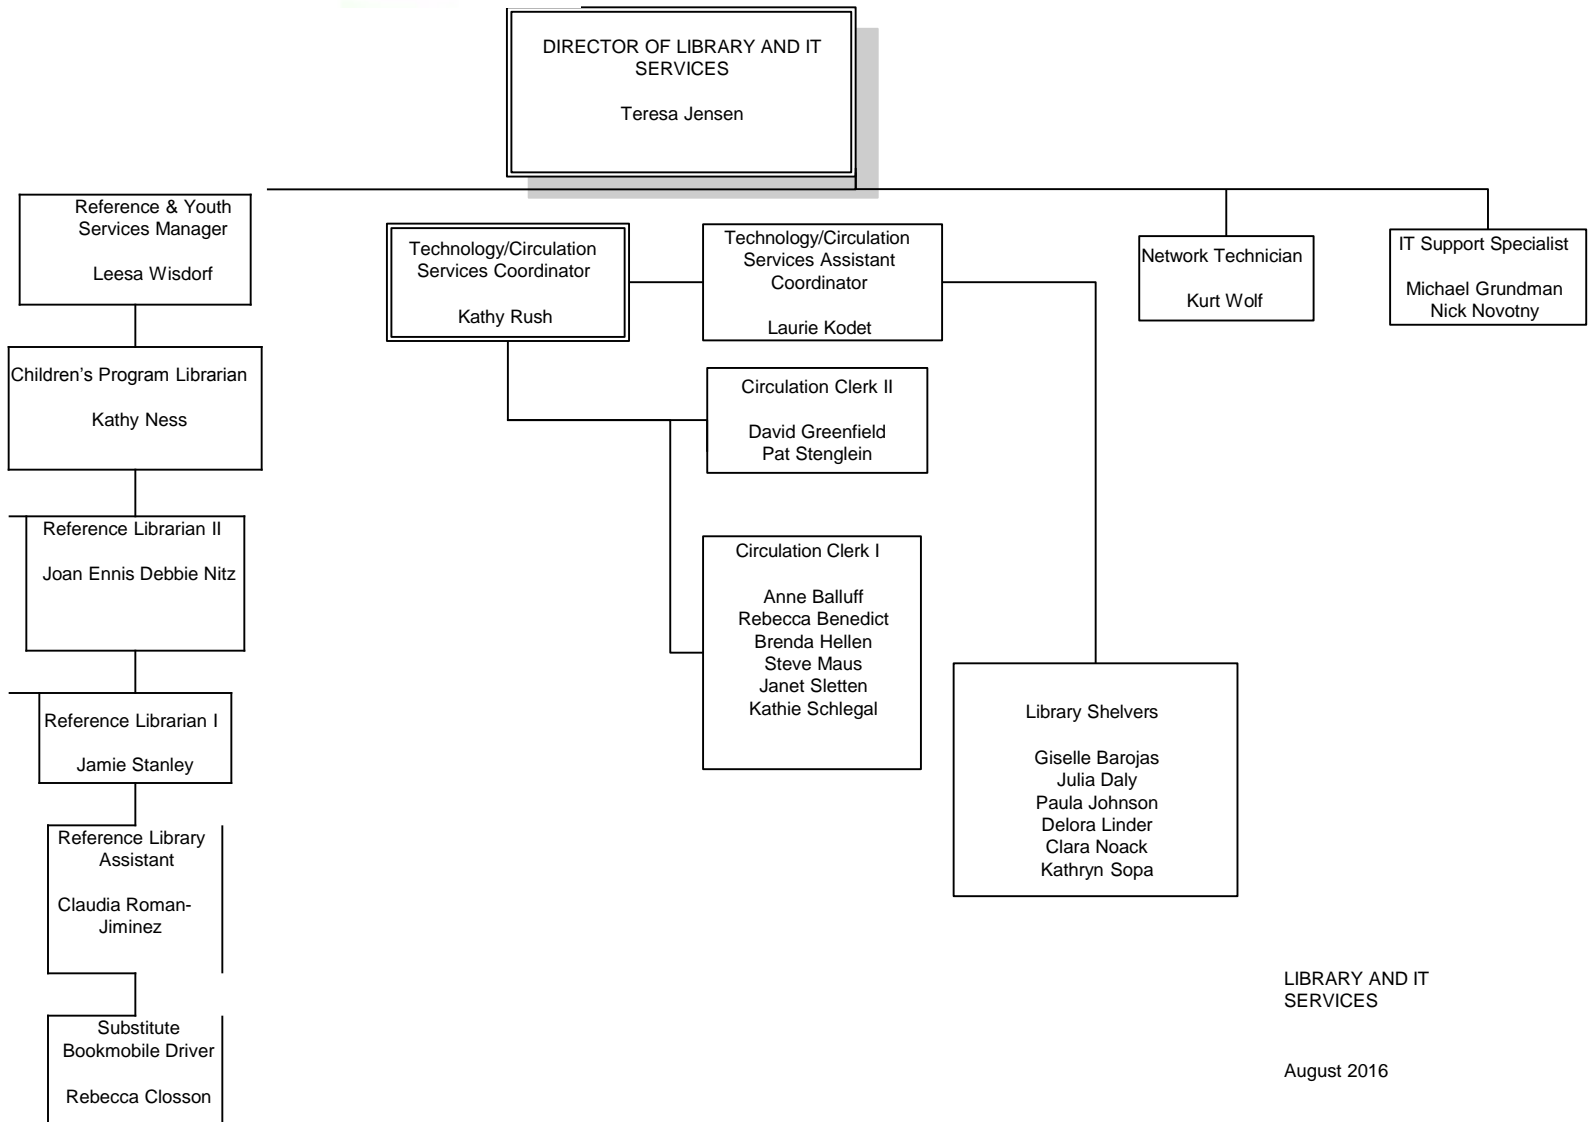 DIRECTOR OF LIBRARY AND IT
SERVICES
Teresa Jensen
Reference & Youth
Services Manager
Leesa Wisdorf
Technology/Circulation
Services Coordinator
Kathy Rush
Technology/Circulation
Services Assistant
Coordinator
Laurie Kodet
Network Technician
Kurt Wolf
IT Support Specialist
Michael Grundman
Nick Novotny
Children’s Program Librarian
Kathy Ness
Circulation Clerk II
David Greenfield
Pat Stenglein
Reference Librarian II
Joan Ennis Debbie Nitz
Circulation Clerk I
Anne Balluff
Rebecca Benedict
Brenda Hellen
Steve Maus
Janet Sletten
Kathie Schlegal
Reference Librarian I
Jamie Stanley
Library Shelvers
Giselle Barojas
Julia Daly
Paula Johnson
Delora Linder
Clara Noack
Kathryn Sopa
Reference Library
Assistant
Claudia Roman-
Jiminez
Substitute
Bookmobile Driver
Rebecca Closson
LIBRARY AND IT
SERVICES
August 2016